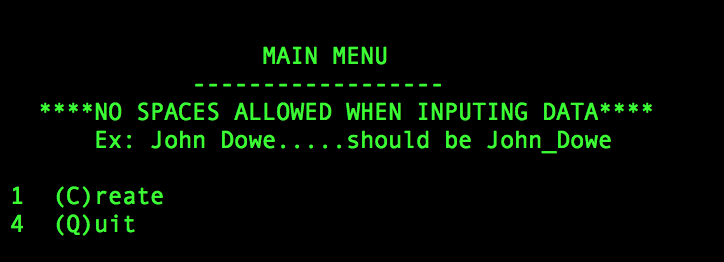 MAIN MENU
------------------
****NO SPACES ALLOWED WHEN INPUTING DATA****
Ex: John Dowe.....should be John_Dowe
1 (C)reate
4 (Q)uit